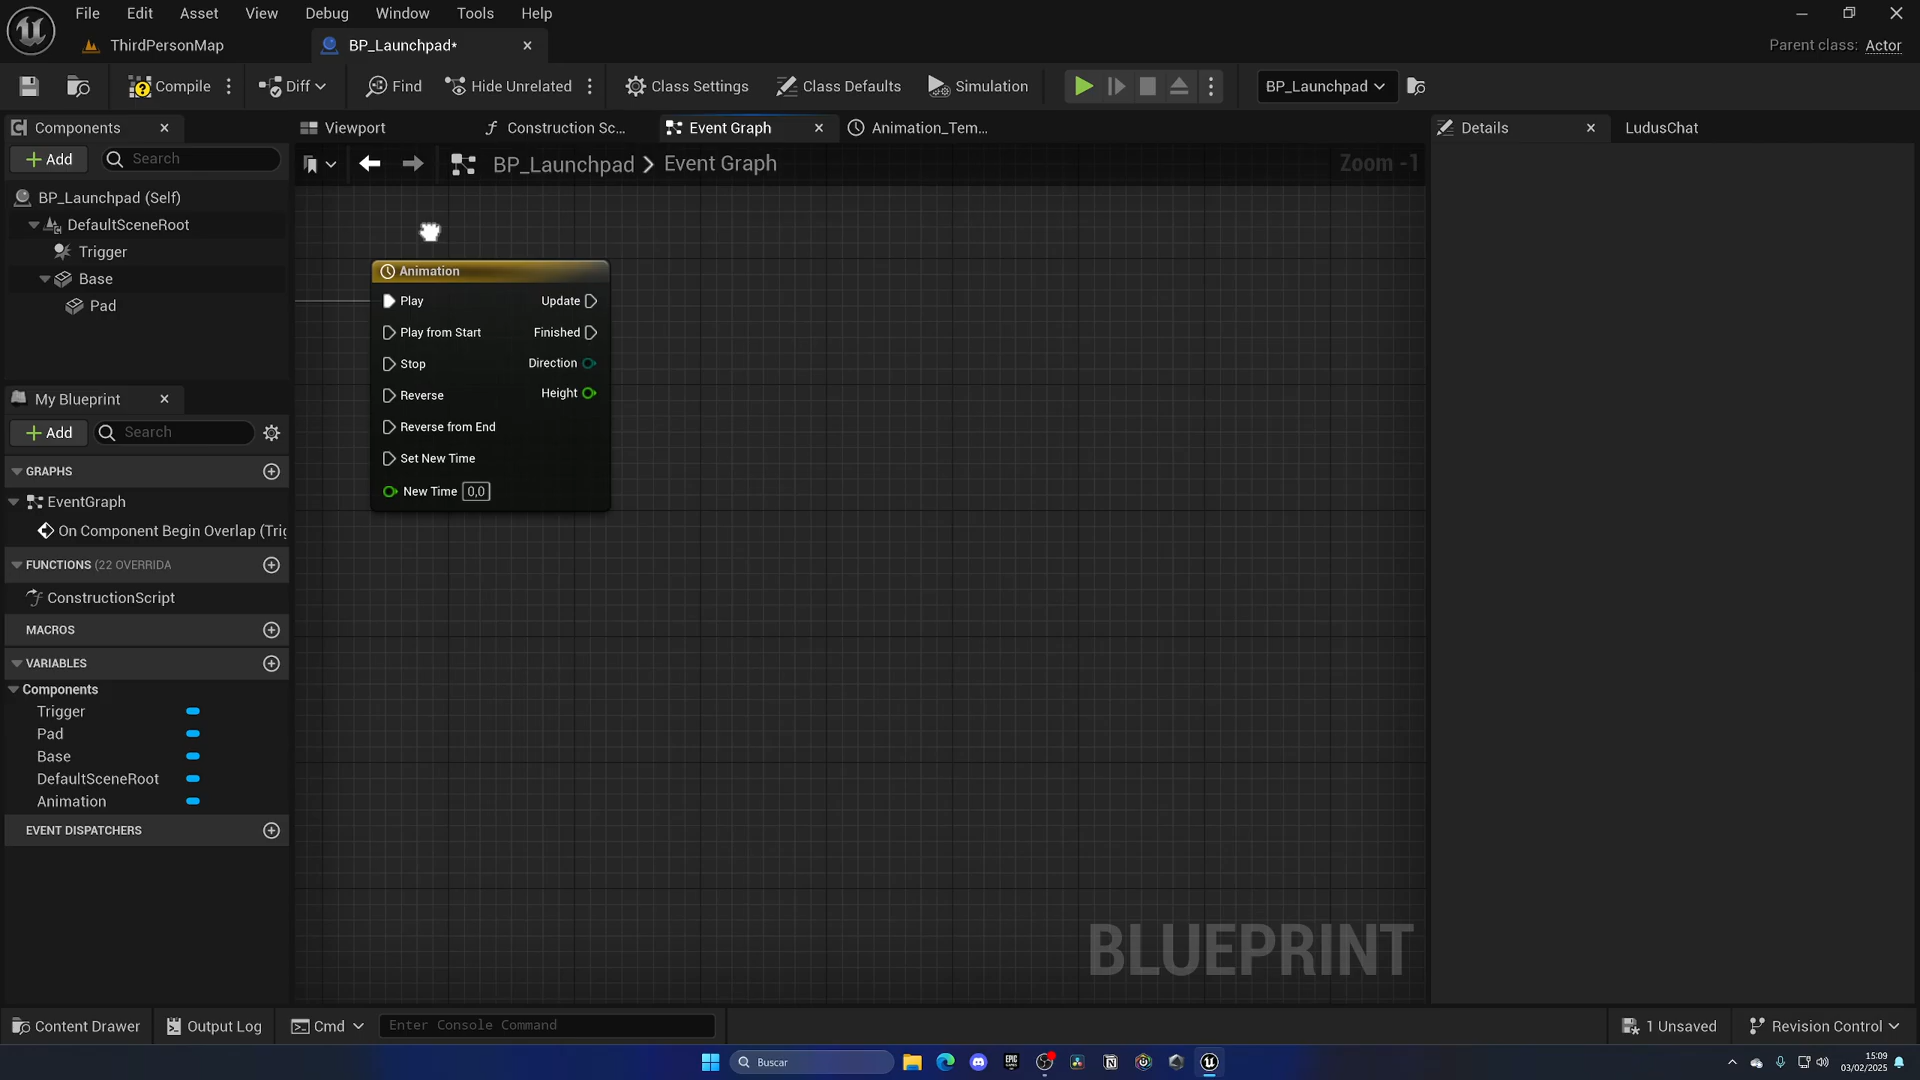 File Edit Asset View Debug Window Tools Help
ThirdPersonMap BP_Launchpad* Parent class: Actor
Compile Diff Find Hide Unrelated Class Settings Class Defaults Simulation BP_Launchpad
Components Viewport Construction Sc... Event Graph Animation_Tem... Details LudusChat
Add Search BP_Launchpad Event Graph Zoom -1
BP_Launchpad (Self)
DefaultSceneRoot
Trigger
Base
Pad
Animation
Play Update
Play from Start Finished
Stop Direction
Reverse Height
Reverse from End
Set New Time
New Time 0,0
My Blueprint
Add Search
GRAPHS
EventGraph
On Component Begin Overlap (Trig
FUNCTIONS (22 OVERRIDA
ConstructionScript
MACROS
VARIABLES
Components
Trigger
Pad
Base
DefaultSceneRoot
Animation
EVENT DISPATCHERS
BLUEPRINT
Content Drawer Output Log Cmd Enter Console Command 1 Unsaved Revision Control
Buscar
15:09
03/02/2025